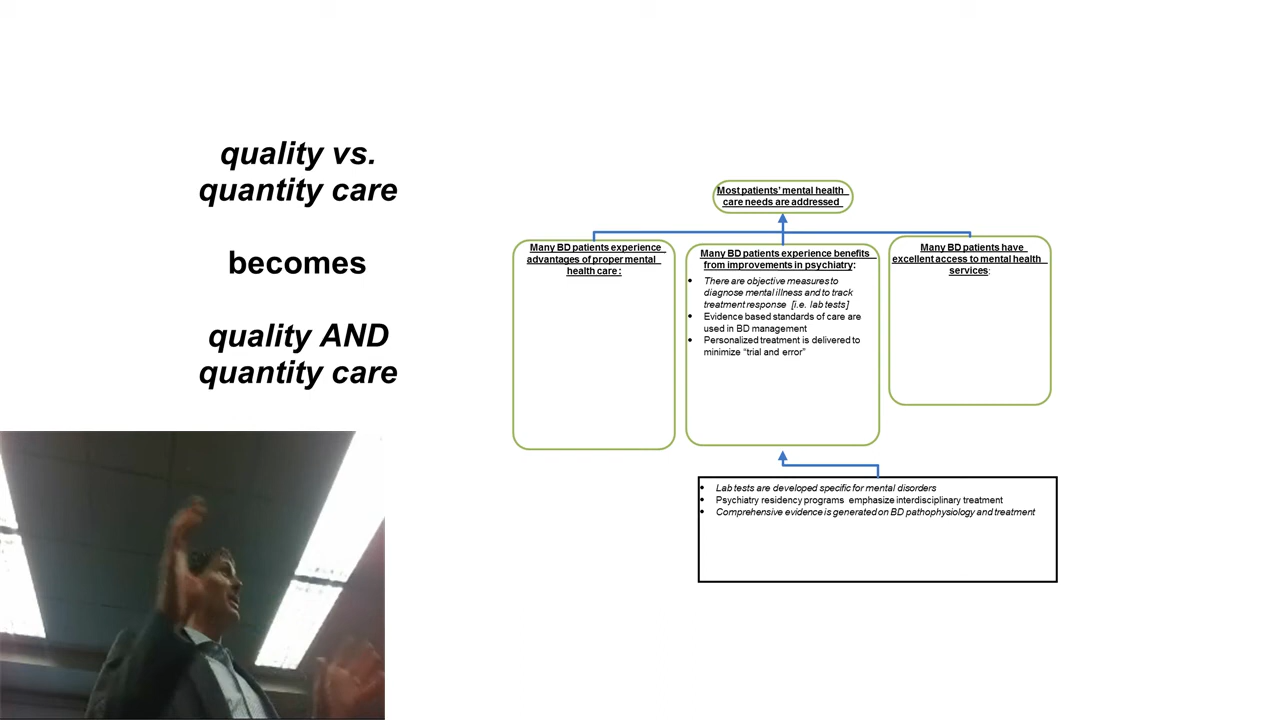 quality vs.
quantity care
becomes
quality AND
quantity care
Most patients' mental health
care needs are addressed
Many BD patients experience
advantages of proper mental
health care:
Many BD patients experience benefits
from improvements in psychiatry:
• There are objective measures to
diagnose mental illness and to track
treatment response [i.e. lab tests]
• Evidence based standards of care are
used in BD management
• Personalized treatment is delivered to
minimize “trial and error”
Many BD patients have
excellent access to mental health
services:
• Lab tests are developed specific for mental disorders
• Psychiatry residency programs emphasize interdisciplinary treatment
• Comprehensive evidence is generated on BD pathophysiology and treatment